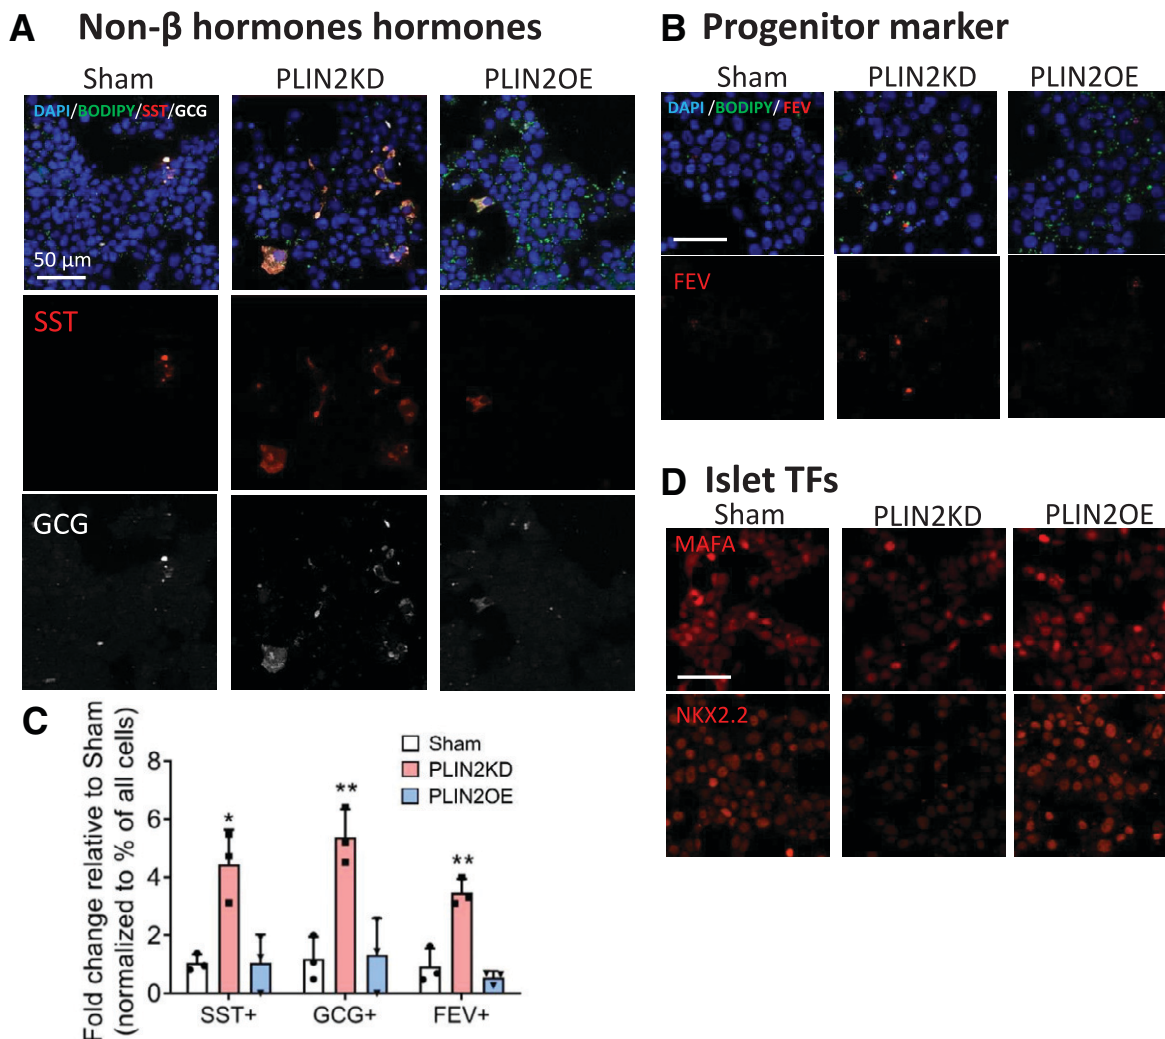 A Non-β hormones hormones
Sham PLIN2KD PLIN2OE
DAPI/BODIPY/SST/GCG
50 μm
SST
GCG
B Progenitor marker
Sham PLIN2KD PLIN2OE
DAPI /BODIPY/ FEV
FEV
C
Fold change relative to Sham
(normalized to % of all cells)
8
6
4
2
0
Sham
PLIN2KD
PLIN2OE
* ** **
SST+ GCG+ FEV+
D Islet TFs
Sham PLIN2KD PLIN2OE
MAFA
NKX2.2